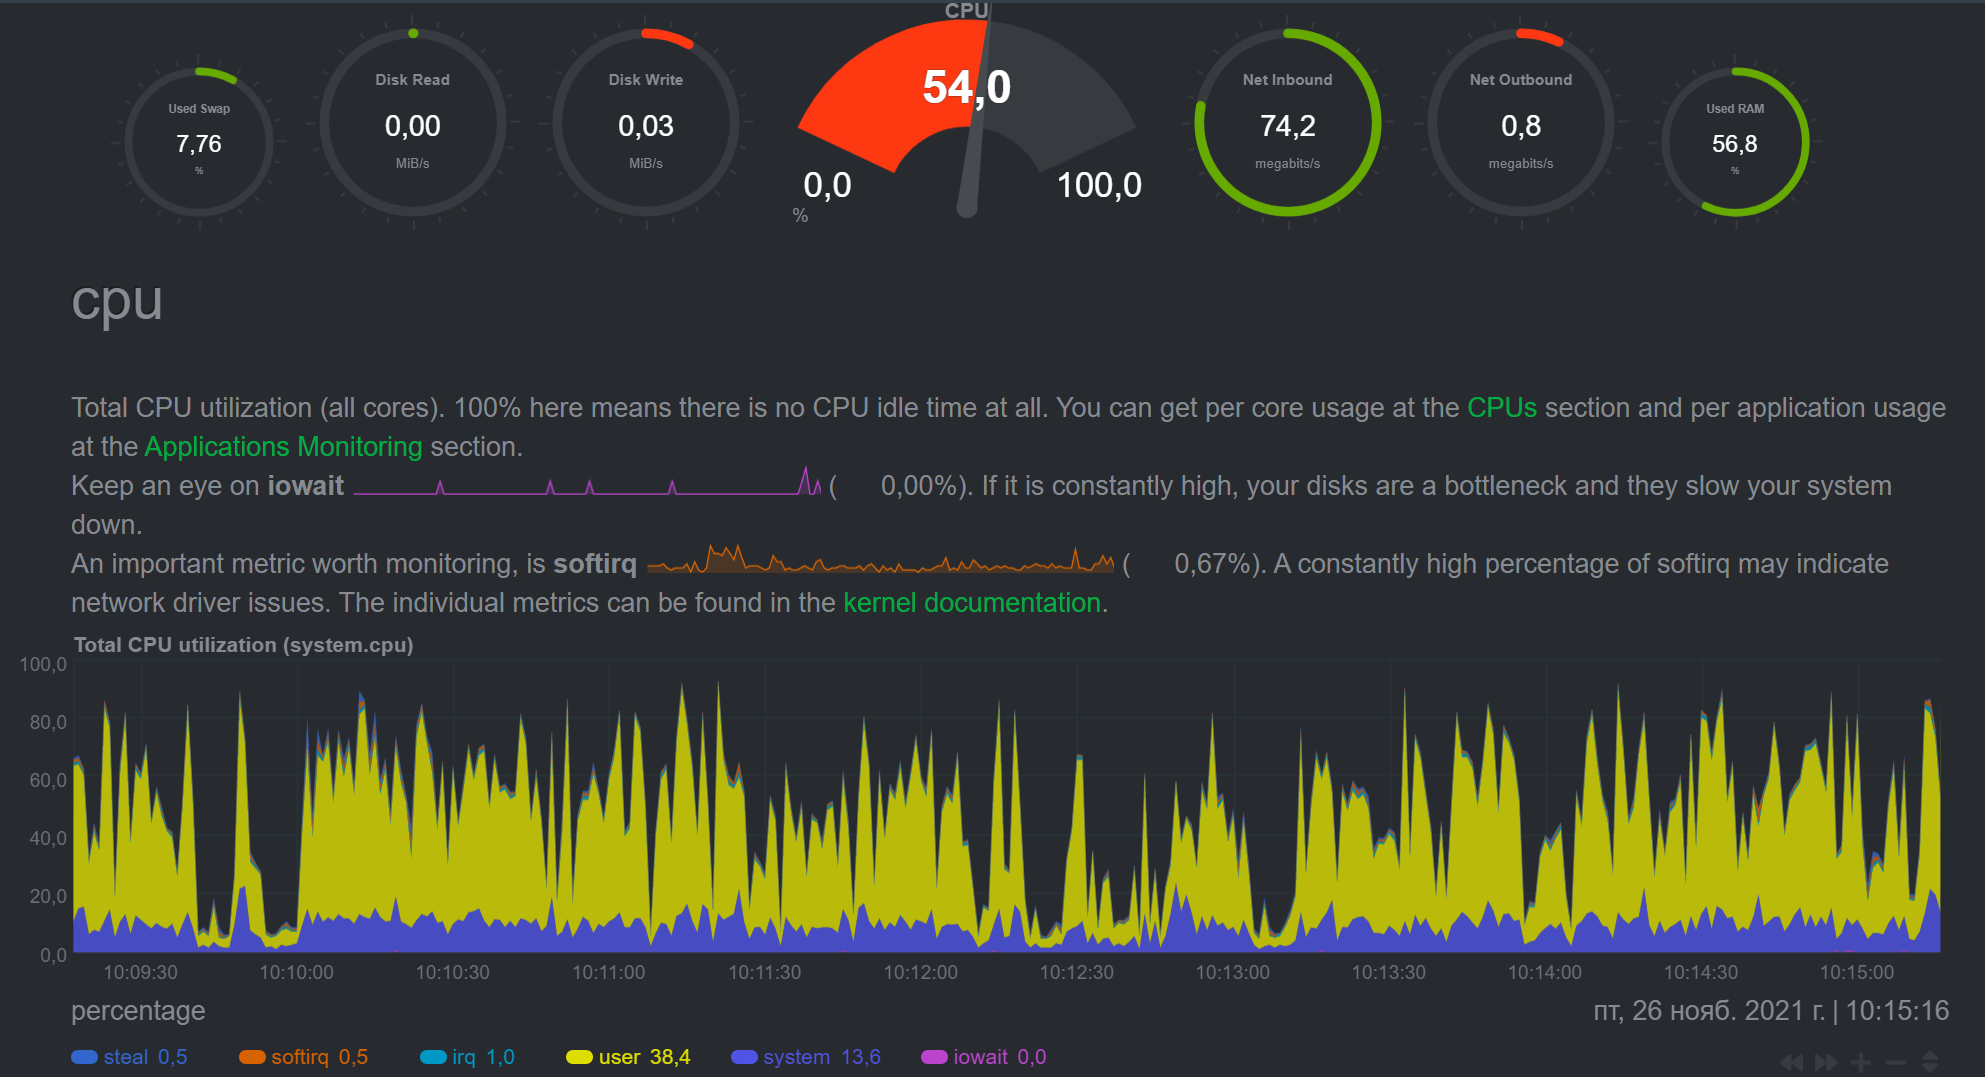 CPU
Used Swap
7,76
%
Disk Read
0,00
MiB/s
Disk Write
0,03
MiB/s
54,0
0,0
100,0
%
Net Inbound
74,2
megabits/s
Net Outbound
0,8
megabits/s
Used RAM
56,8
%
cpu
Total CPU utilization (all cores). 100% here means there is no CPU idle time at all. You can get per core usage at the CPUs section and per application usage
at the Applications Monitoring section.
Keep an eye on iowait ( 0,00%). If it is constantly high, your disks are a bottleneck and they slow your system
down.
An important metric worth monitoring, is softirq ( 0,67%). A constantly high percentage of softirq may indicate
network driver issues. The individual metrics can be found in the kernel documentation.
Total CPU utilization (system.cpu)
100,0
80,0
60,0
40,0
20,0
0,0
10:09:30 10:10:00 10:10:30 10:11:00 10:11:30 10:12:00 10:12:30 10:13:00 10:13:30 10:14:00 10:14:30 10:15:00
percentage
пт, 26 нояб. 2021 г. | 10:15:16
steal 0,5 softirq 0,5 irq 1,0 user 38,4 system 13,6 iowait 0,0